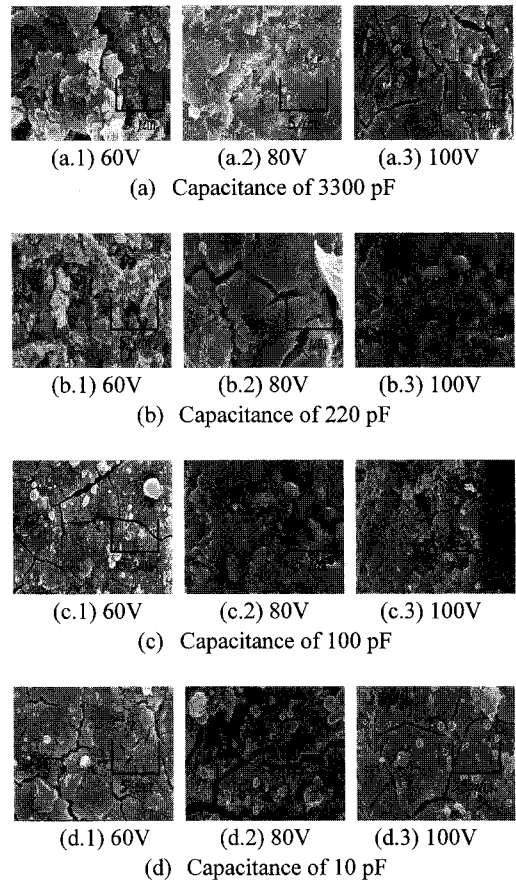 (a.1) 60V (a.2) 80V (a.3) 100V
(a) Capacitance of 3300 pF
(b.1) 60V (b.2) 80V (b.3) 100V
(b) Capacitance of 220 pF
(c.1) 60V (c.2) 80V (c.3) 100V
(c) Capacitance of 100 pF
(d.1) 60V (d.2) 80V (d.3) 100V
(d) Capacitance of 10 pF